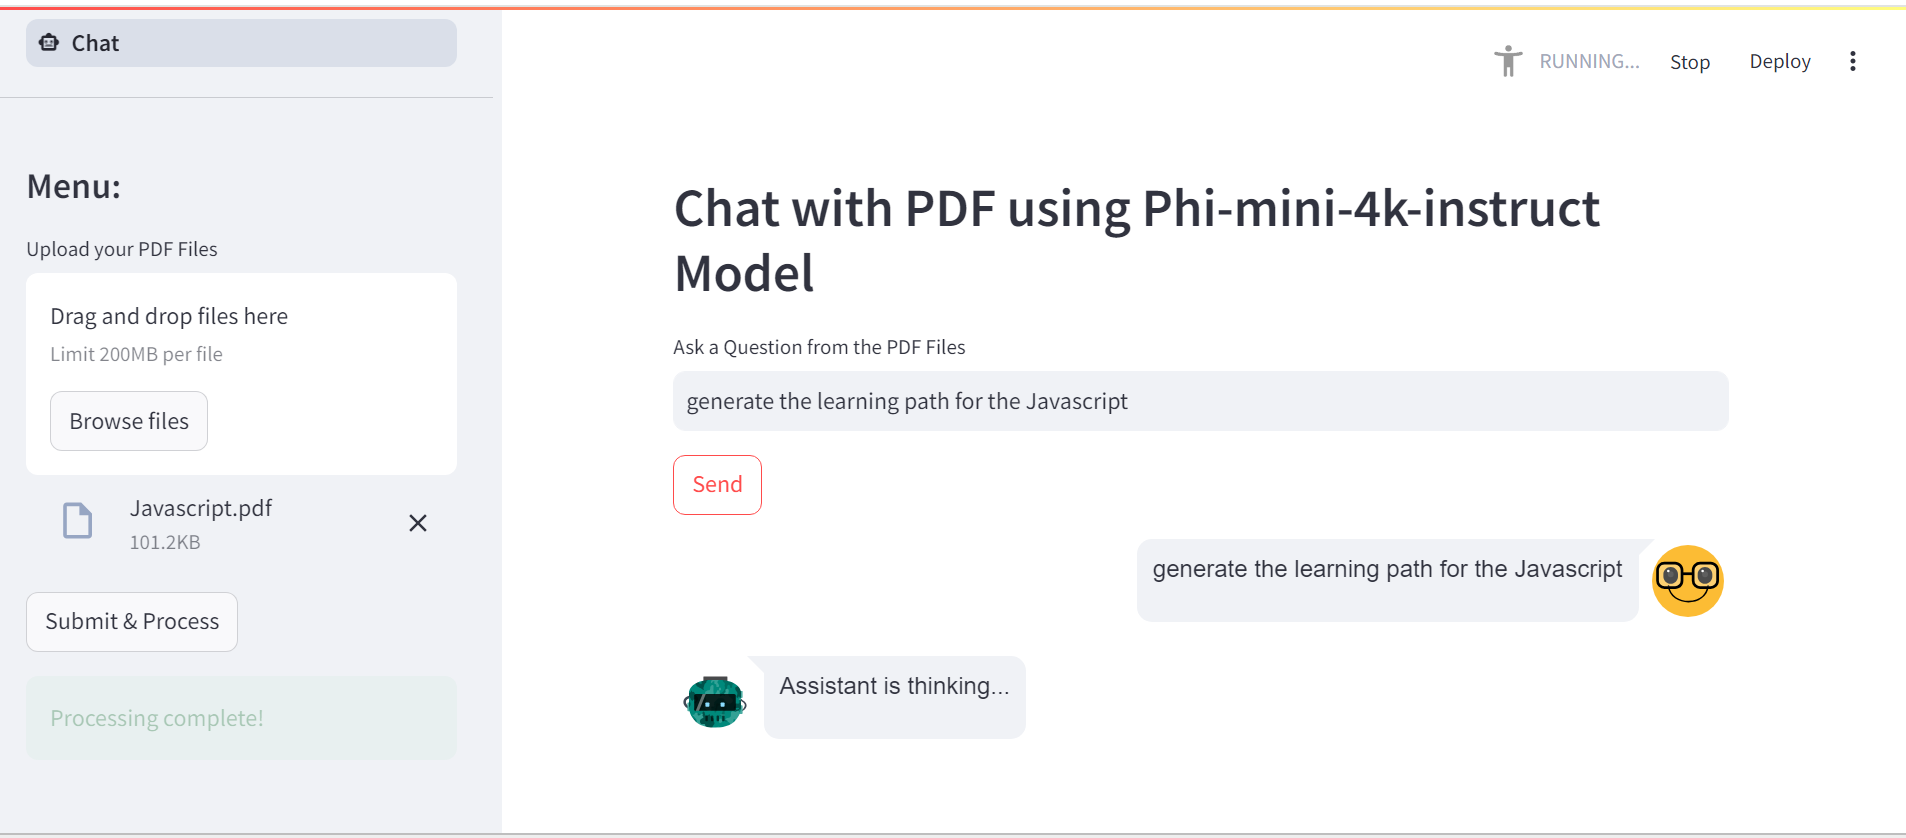 Chat
RUNNING...
Stop
Deploy
Menu:
Upload your PDF Files
Drag and drop files here
Limit 200MB per file
Browse files
Javascript.pdf
101.2KB
Submit & Process
Processing complete!
Chat with PDF using Phi-mini-4k-instruct
Model
Ask a Question from the PDF Files
generate the learning path for the Javascript
Send
generate the learning path for the Javascript
Assistant is thinking...